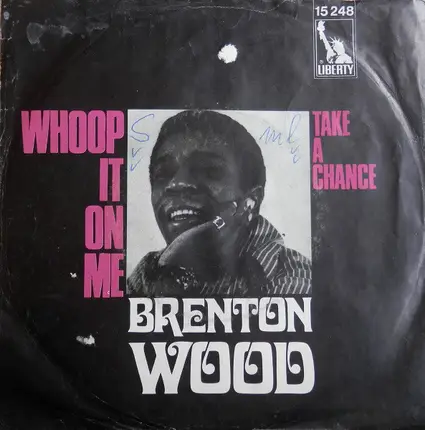 15 248
LIBERTY
WHOOP
IT
ON
ME
TAKE
A
CHANCE
BRENTON
WOOD